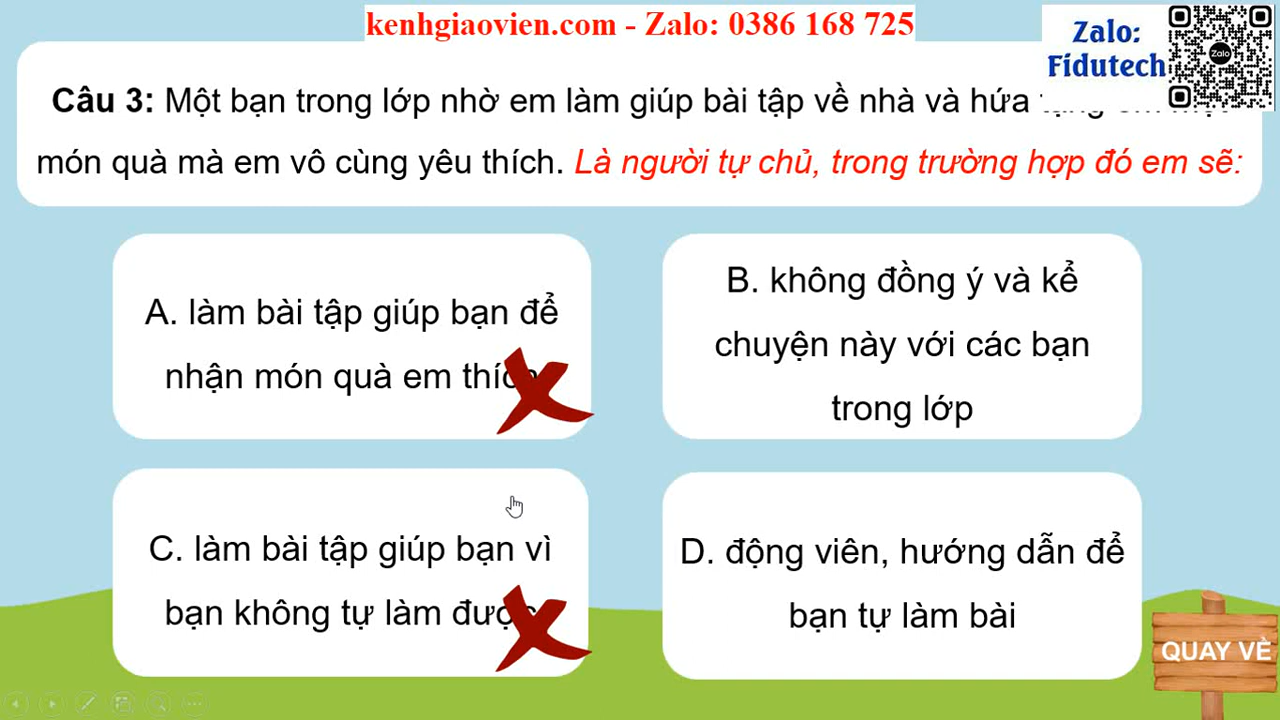 kenhgiaovien.com - Zalo: 0386 168 725
Zalo:
Fidutech
Zalo
Câu 3: Một bạn trong lớp nhờ em làm giúp bài tập về nhà và hứa
món quà mà em vô cùng yêu thích. Là người tự chủ, trong trường hợp đó em sẽ:
A. làm bài tập giúp bạn để
nhận món quà em thích
B. không đồng ý và kể
chuyện này với các bạn
trong lớp
C. làm bài tập giúp bạn vì
bạn không tự làm được
D. động viên, hướng dẫn để
bạn tự làm bài
QUAY VỀ